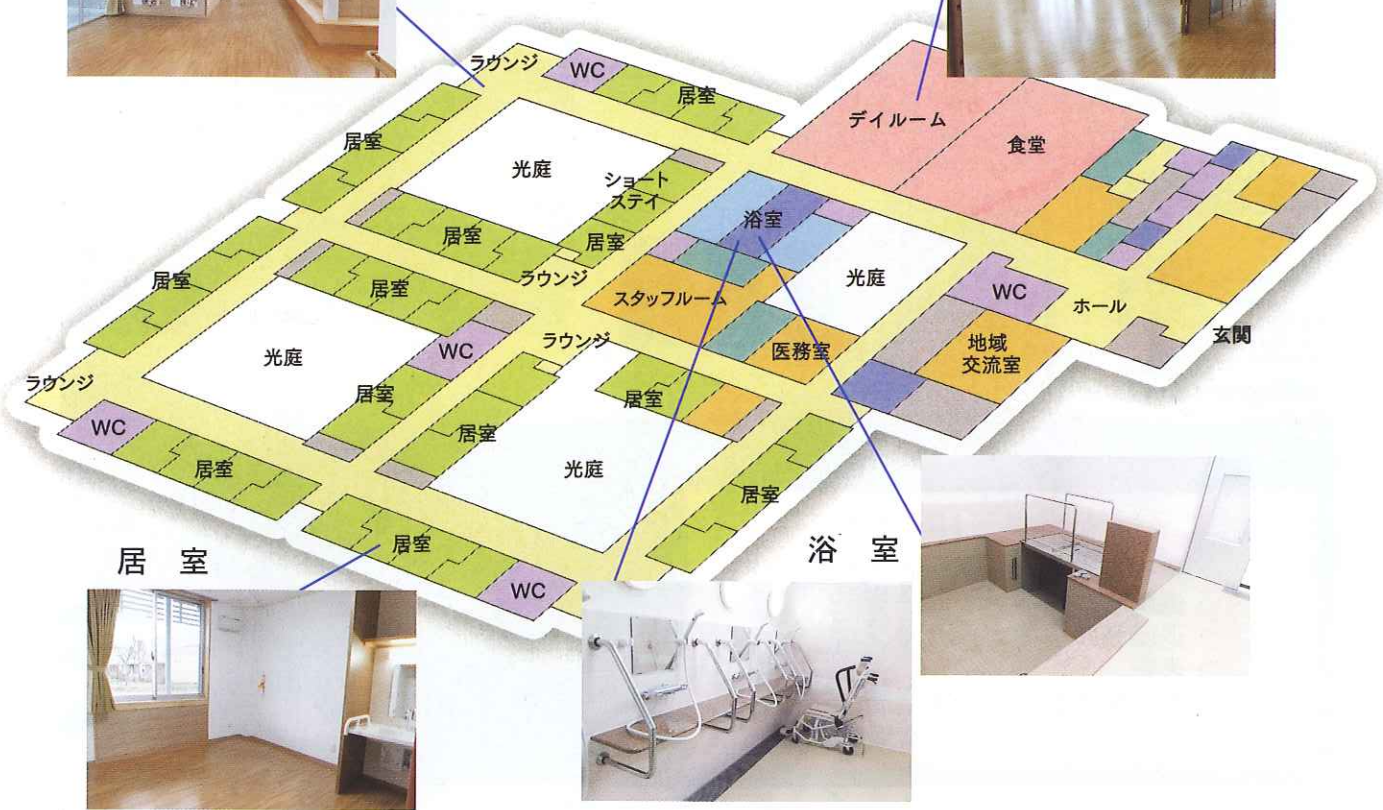 ラウンジ
WC
居室
居室
デイルーム
食堂
光庭
ショート
ステイ
浴室
居室
居室
居室
ラウンジ
光庭
居室
スタッフルーム
WC
ホール
玄関
地域
交流室
医務室
ラウンジ
WC
光庭
居室
居室
ラウンジ
WC
居室
居室
光庭
居室
居室
WC
居 室
浴 室